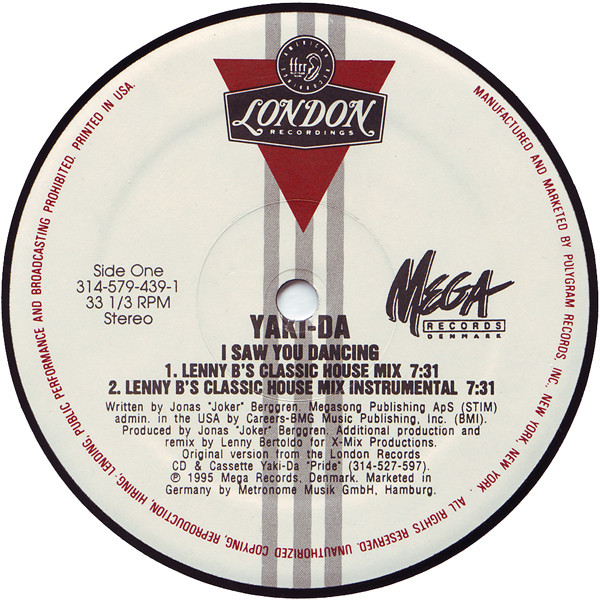 AMERICAN RECORDINGS
ffrr
LONDON
RECORDINGS
Side One
314-579-439-1
33 1/3 RPM
Stereo
MEGA
RECORDS
DENMARK
YAKI-DA
I SAW YOU DANCING
1. LENNY B'S CLASSIC HOUSE MIX 7:31
2. LENNY B'S CLASSIC HOUSE MIX INSTRUMENTAL 7:31
Written by Jonas "Joker" Berggren. Megasong Publishing ApS (STIM)
admin. in the USA by Careers-BMG Music Publishing, Inc. (BMI).
Produced by Jonas "Joker" Berggren. Additional production and
remix by Lenny Bertoldo for X-Mix Productions.
Original version from the London Records
CD & Cassette Yaki-Da "Pride" (314-527-597).
℗ 1995 Mega Records, Denmark. Marketed in
Germany by Metronome Musik GmbH, Hamburg.
MANUFACTURED AND MARKETED BY POLYGRAM RECORDS, INC., NEW YORK, NEW YORK . ALL RIGHTS RESERVED. UNAUTHORIZED COPYING, REPRODUCTION, HIRING, LENDING, PUBLIC PERFORMANCE AND BROADCASTING PROHIBITED. PRINTED IN USA.